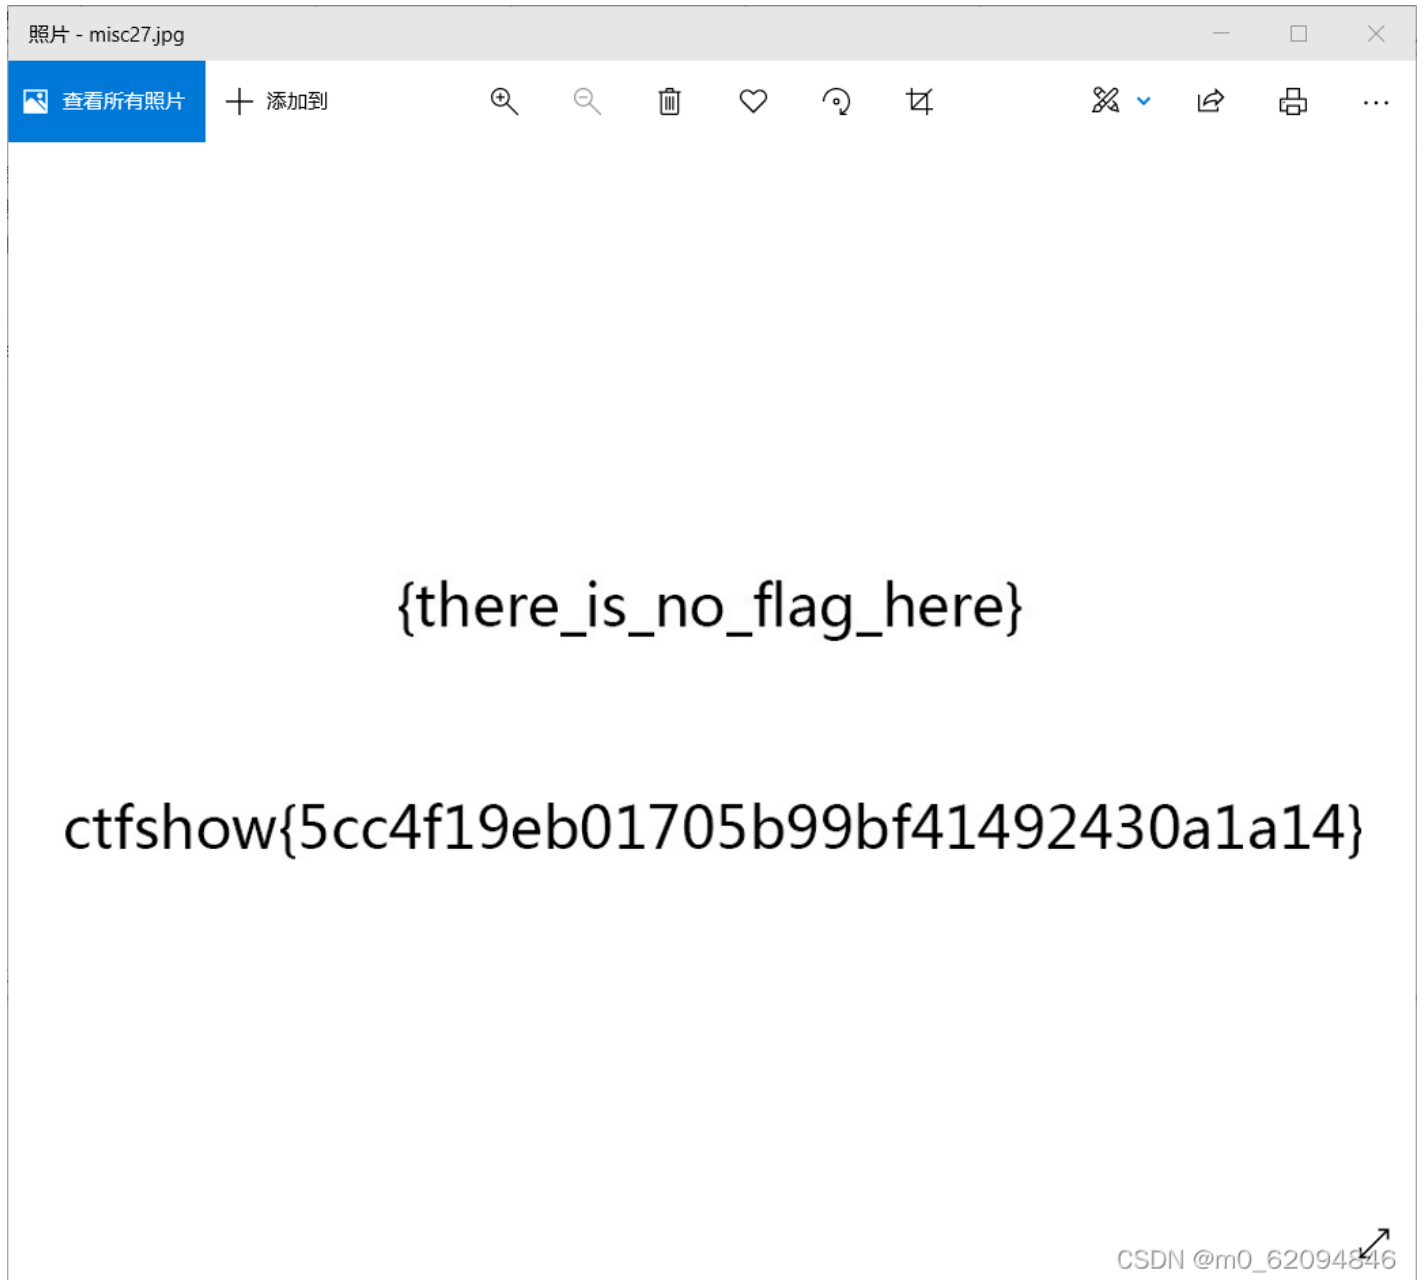 照片 - misc27.jpg
查看所有照片 添加到
{there_is_no_flag_here}
ctfshow{5cc4f19eb01705b99bf41492430a1a14}
CSDN @m0_62094846